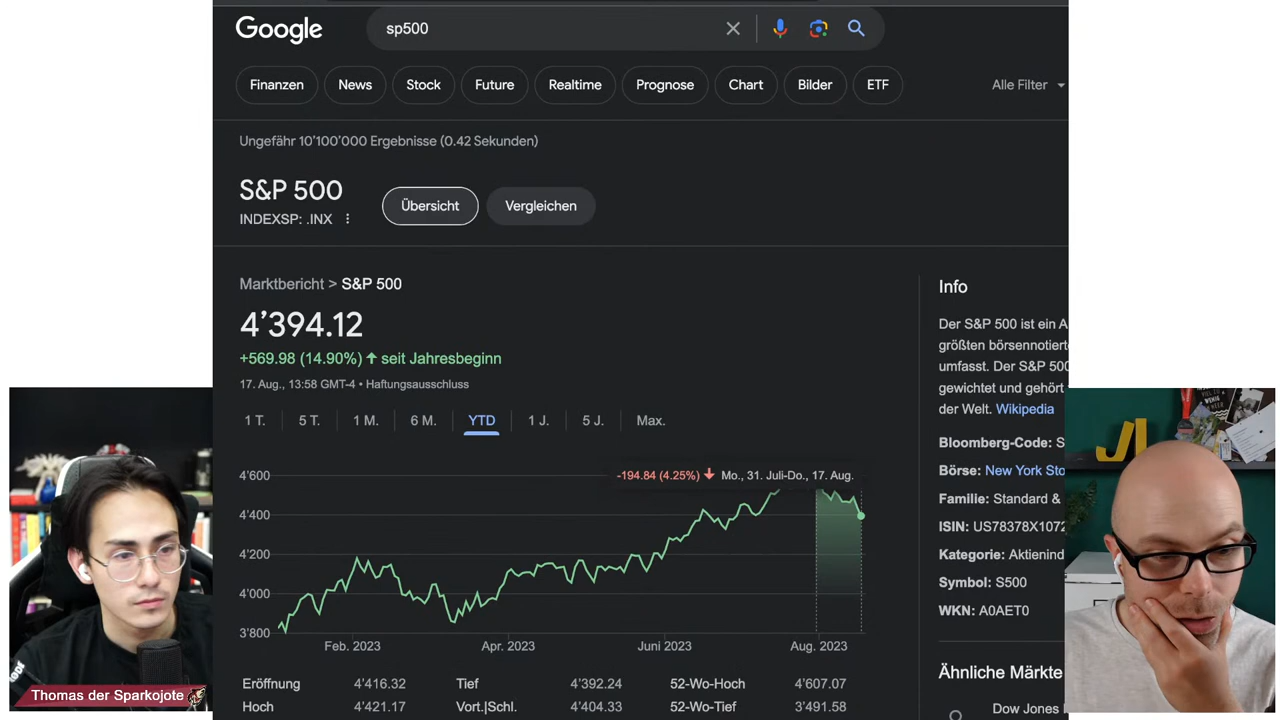 Google
sp500
Finanzen
News
Stock
Future
Realtime
Prognose
Chart
Bilder
ETF
Alle Filter
Ungefähr 10'100'000 Ergebnisse (0.42 Sekunden)
S&P 500
INDEXSP: .INX
Übersicht
Vergleichen
Marktbericht > S&P 500
4’394.12
+569.98 (14.90%) ↑ seit Jahresbeginn
17. Aug., 13:58 GMT-4 • Haftungsausschluss
1 T.
5 T.
1 M.
6 M.
YTD
1 J.
5 J.
Max.
-194.84 (4.25%) ↓ Mo., 31. Juli-Do., 17. Aug.
4'600
4'400
4'200
4'000
3'800
Feb. 2023
Apr. 2023
Juni 2023
Aug. 2023
Eröffnung 4'416.32 Tief 4'392.24 52-Wo-Hoch 4'607.07
Hoch 4'421.17 Vort.|Schl. 4'404.33 52-Wo-Tief 3'491.58
Info
Der S&P 500 ist ein A
größten börsennotierte
umfasst. Der S&P 500
gewichtet und gehört
der Welt. Wikipedia
Bloomberg-Code: S
Börse: New York Sto
Familie: Standard &
ISIN: US78378X1072
Kategorie: Aktienind
Symbol: S500
WKN: A0AET0
Ähnliche Märkte
Dow Jones
Thomas der Sparkojote